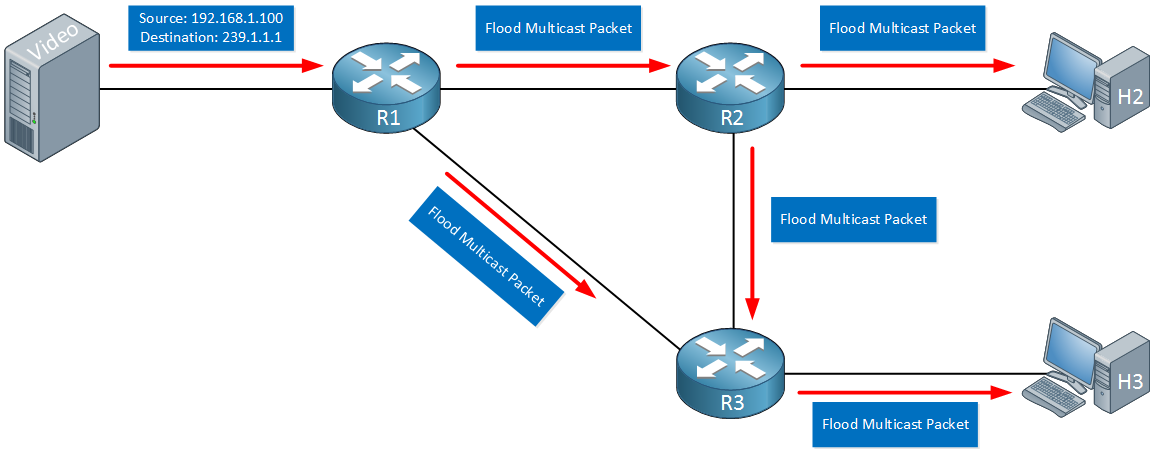 Video
Source: 192.168.1.100
Destination: 239.1.1.1
Flood Multicast Packet
Flood Multicast Packet
R1
R2
H2
Flood Multicast Packet
Flood Multicast Packet
R3
H3
Flood Multicast Packet